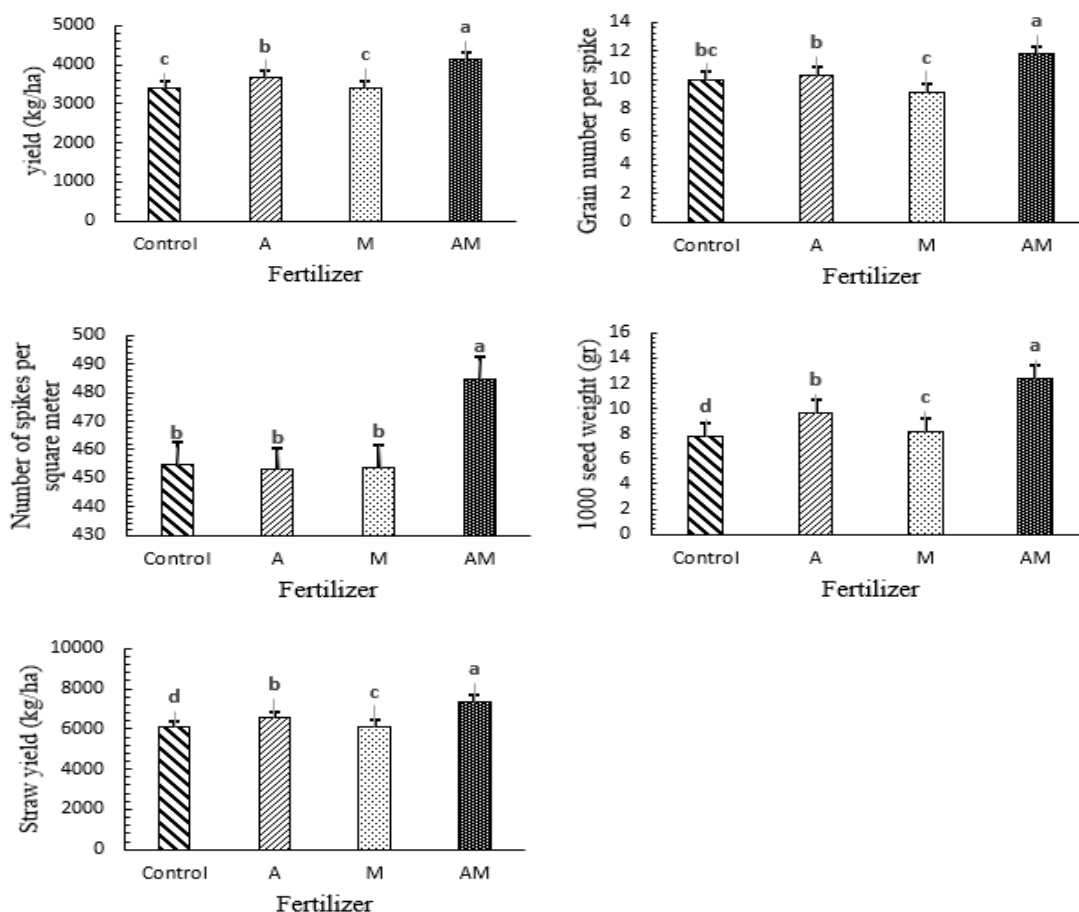 yield (kg/ha)
5000
4000
3000
2000
1000
0
c
b
c
a
Control A M AM
Fertilizer
Grain number per spike
14
12
10
8
6
4
2
0
bc
b
c
a
Control A M AM
Fertilizer
Number of spikes per
square meter
500
490
480
470
460
450
440
430
b
b
b
a
Control A M AM
Fertilizer
1000 seed weight (gr)
16
14
12
10
8
6
4
2
0
d
b
c
a
Control A M AM
Fertilizer
Straw yield (kg/ha)
10000
8000
6000
4000
2000
0
d
b
c
a
Control A M AM
Fertilizer